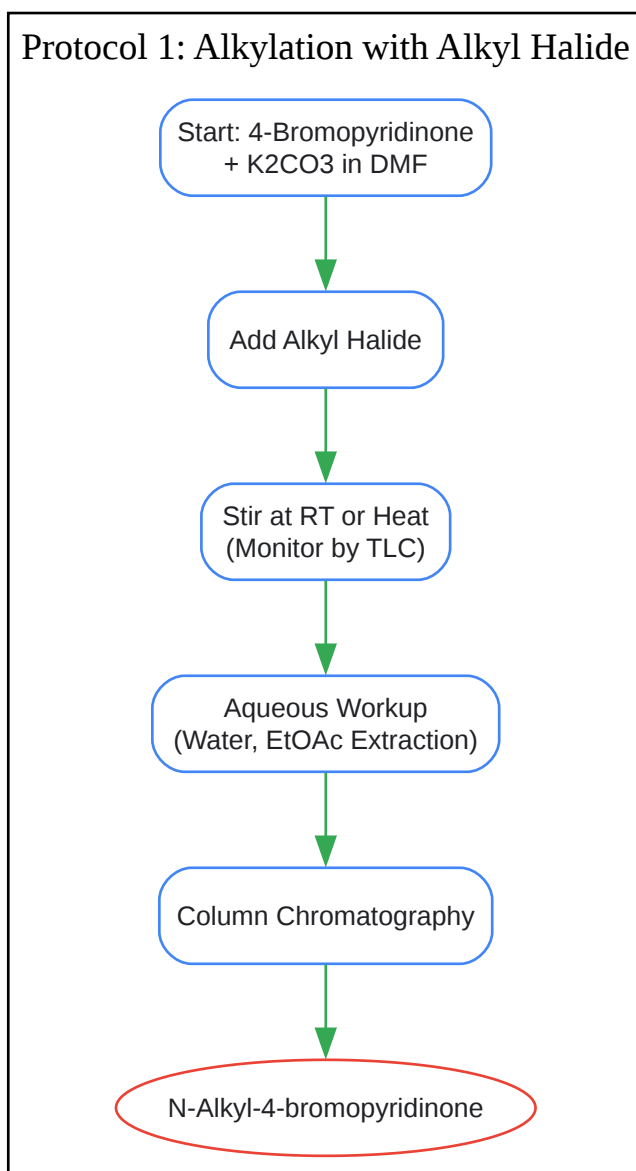 Protocol 1: Alkylation with Alkyl Halide
Start: 4-Bromopyridinone
+ K2CO3 in DMF
Add Alkyl Halide
Stir at RT or Heat
(Monitor by TLC)
Aqueous Workup
(Water, EtOAc Extraction)
Column Chromatography
N-Alkyl-4-bromopyridinone